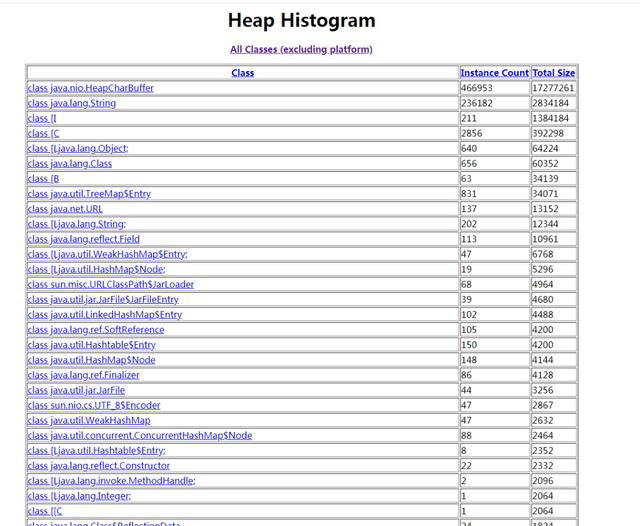 Heap Histogram
All Classes (excluding platform)
Class Instance Count Total Size
class java.nio.HeapCharBuffer 466953 17277261
class java.lang.String 236182 2834184
class [I 211 1384184
class [C 2856 392298
class [Ljava.lang.Object; 640 64224
class java.lang.Class 656 60352
class [B 63 34139
class java.util.TreeMap$Entry 831 34071
class java.net.URL 137 13152
class [Ljava.lang.String; 202 12344
class java.lang.reflect.Field 113 10961
class [Ljava.util.WeakHashMap$Entry; 47 6768
class [Ljava.util.HashMap$Node; 19 5296
class sun.misc.URLClassPath$JarLoader 68 4964
class java.util.jar.JarFile$JarFileEntry 39 4680
class java.util.LinkedHashMap$Entry 102 4488
class java.lang.ref.SoftReference 105 4200
class java.util.Hashtable$Entry 150 4200
class java.util.HashMap$Node 148 4144
class java.lang.ref.Finalizer 86 4128
class java.util.jar.JarFile 44 3256
class sun.nio.cs.UTF_8$Encoder 47 2867
class java.util.WeakHashMap 47 2632
class java.util.concurrent.ConcurrentHashMap$Node 88 2464
class [Ljava.util.Hashtable$Entry; 8 2352
class java.lang.reflect.Constructor 22 2332
class [Ljava.lang.invoke.MethodHandle; 2 2096
class [Ljava.lang.Integer; 1 2064
class [[C 1 2064
class java.lang.Class$ReflectionData 24 1824